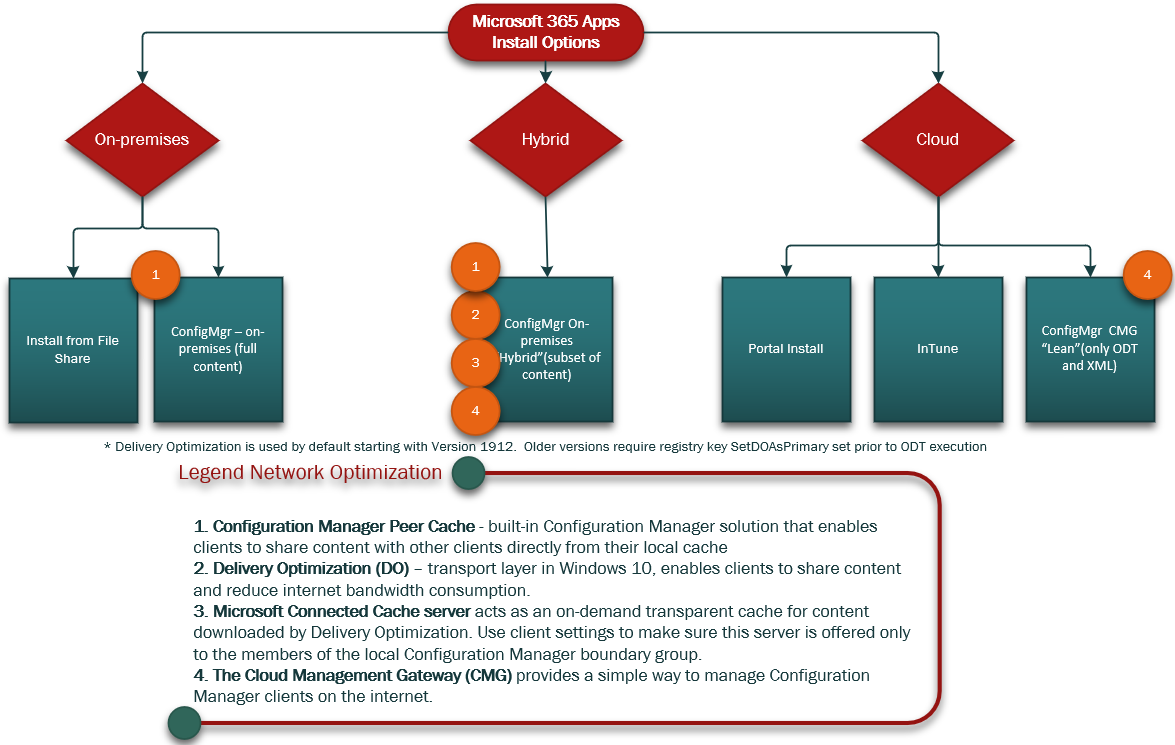 Microsoft 365 Apps
Install Options
On-premises
Hybrid
Cloud
1
1
4
2
3
4
Install from File
Share
ConfigMgr – on-
premises (full
content)
ConfigMgr On-
premises
Hybrid”(subset of
content)
Portal Install
InTune
ConfigMgr CMG
“Lean”(only ODT
and XML)
* Delivery Optimization is used by default starting with Version 1912. Older versions require registry key SetDOAsPrimary set prior to ODT execution
Legend Network Optimization
1. Configuration Manager Peer Cache - built-in Configuration Manager solution that enables
clients to share content with other clients directly from their local cache
2. Delivery Optimization (DO) – transport layer in Windows 10, enables clients to share content
and reduce internet bandwidth consumption.
3. Microsoft Connected Cache server acts as an on-demand transparent cache for content
downloaded by Delivery Optimization. Use client settings to make sure this server is offered only
to the members of the local Configuration Manager boundary group.
4. The Cloud Management Gateway (CMG) provides a simple way to manage Configuration
Manager clients on the internet.